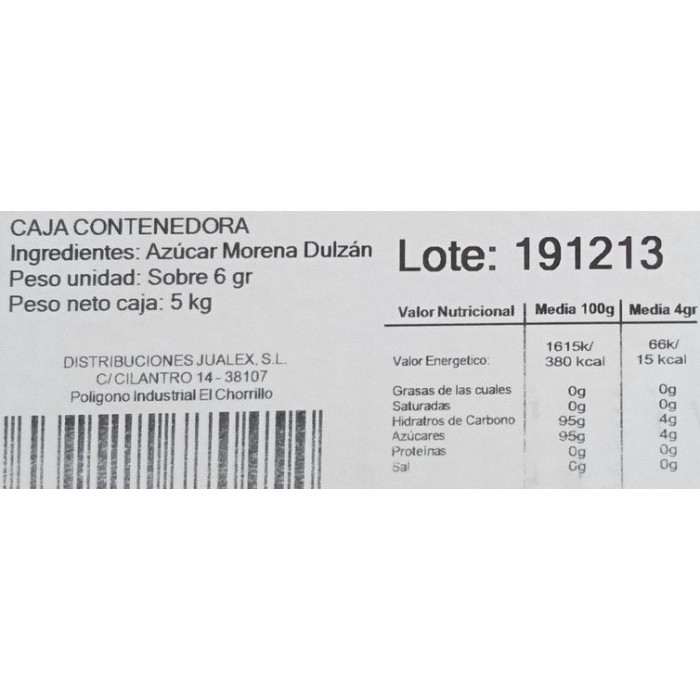 CAJA CONTENEDORA
Ingredientes: Azúcar Morena Dulzán
Peso unidad: Sobre 6 gr
Peso neto caja: 5 kg
DISTRIBUCIONES JUALEX, S.L.
C/CILANTRO 14 - 38107
Poligono Industrial El Chorrillo
Lote: 191213
Valor Nutricional | Media 100g | Media 4gr
Valor Energetico: 1615k/ 380 kcal 66k/ 15 kcal
Grasas de las cuales 0g 0g
Saturadas 0g 0g
Hidratros de Carbono 95g 4g
Azúcares 95g 4g
Proteinas 0g 0g
Sal 0g 0g